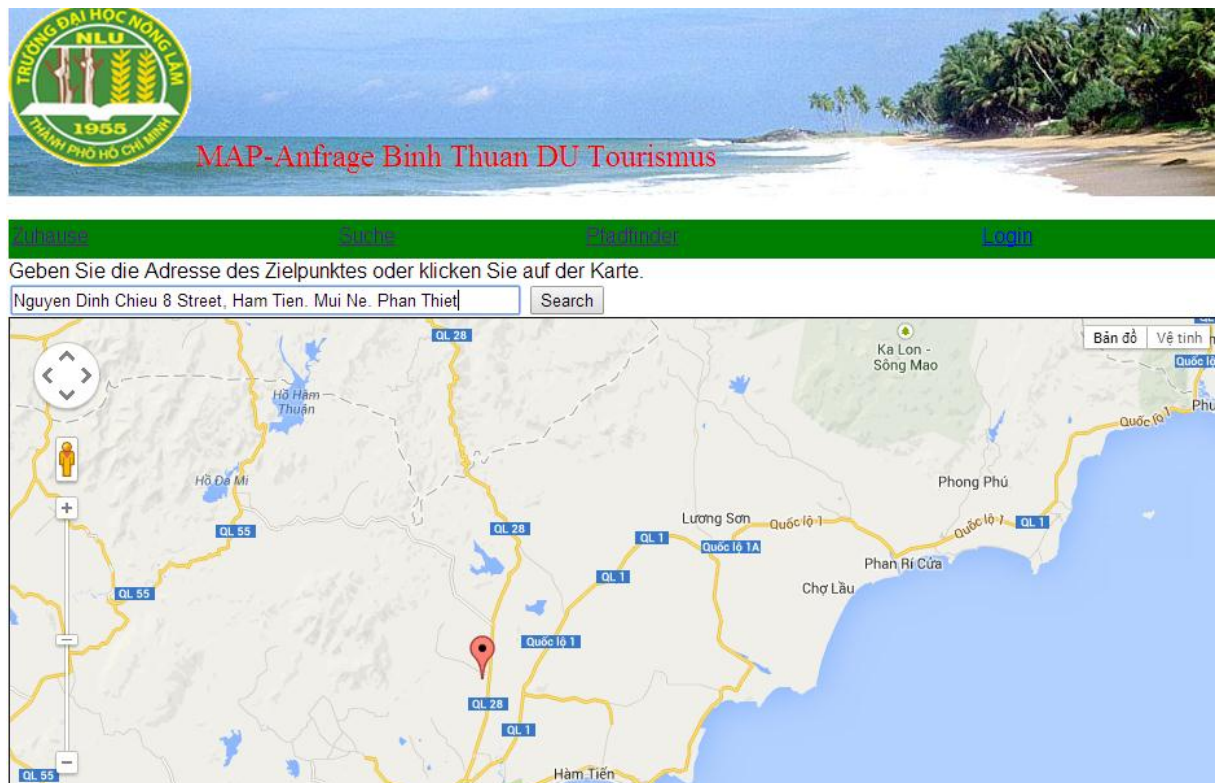 TRƯỜNG ĐẠI HỌC NÔNG LÂM
NLU
1955
THÀNH PHỐ HỒ CHÍ MINH
MAP-Anfrage Binh Thuan DU Tourismus
Zuhause Suche Pfadfinder Login
Geben Sie die Adresse des Zielpunktes oder klicken Sie auf der Karte.
Nguyen Dinh Chieu 8 Street, Ham Tien. Mui Ne. Phan Thiet Search
QL 28
Ka Lon -
Sông Mao
Bản đồ Vệ tinh
Quốc lộ
Hồ Hàm
Thuận
Quốc lộ 1
Phu
Hồ Đa Mi
Phong Phú
QL 55
QL 28
Lương Sơn
Quốc lộ 1
Quốc lộ 1
QL 1
QL 1
Quốc lộ 1A
Phan Rí Cửa
QL 1
Chợ Lầu
QL 55
Quốc lộ 1
QL 28
QL 1
QL 55
Hàm Tiến